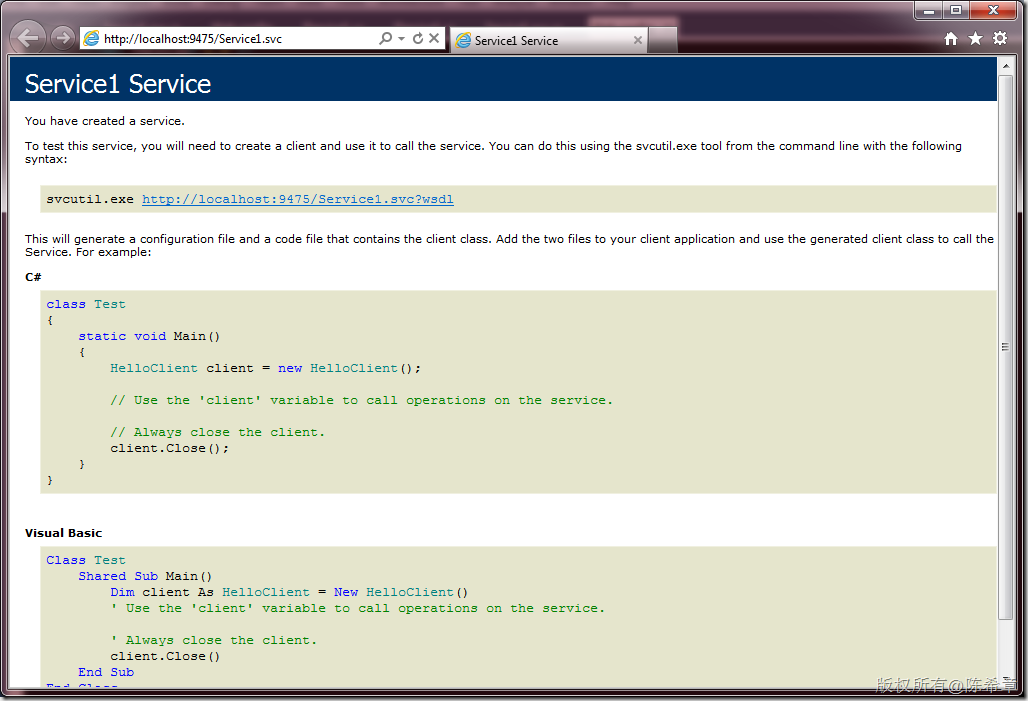 http://localhost:9475/Service1.svc
Service1 Service
Service1 Service
You have created a service.
To test this service, you will need to create a client and use it to call the service. You can do this using the svcutil.exe tool from the command line with the following
syntax:
svcutil.exe http://localhost:9475/Service1.svc?wsdl
This will generate a configuration file and a code file that contains the client class. Add the two files to your client application and use the generated client class to call the
Service. For example:
C#
class Test
{
    static void Main()
    {
        HelloClient client = new HelloClient();
        // Use the 'client' variable to call operations on the service.
        // Always close the client.
        client.Close();
    }
}
Visual Basic
Class Test
    Shared Sub Main()
        Dim client As HelloClient = New HelloClient()
        ' Use the 'client' variable to call operations on the service.
        ' Always close the client.
        client.Close()
    End Sub
End Class
版权所有@陈希章